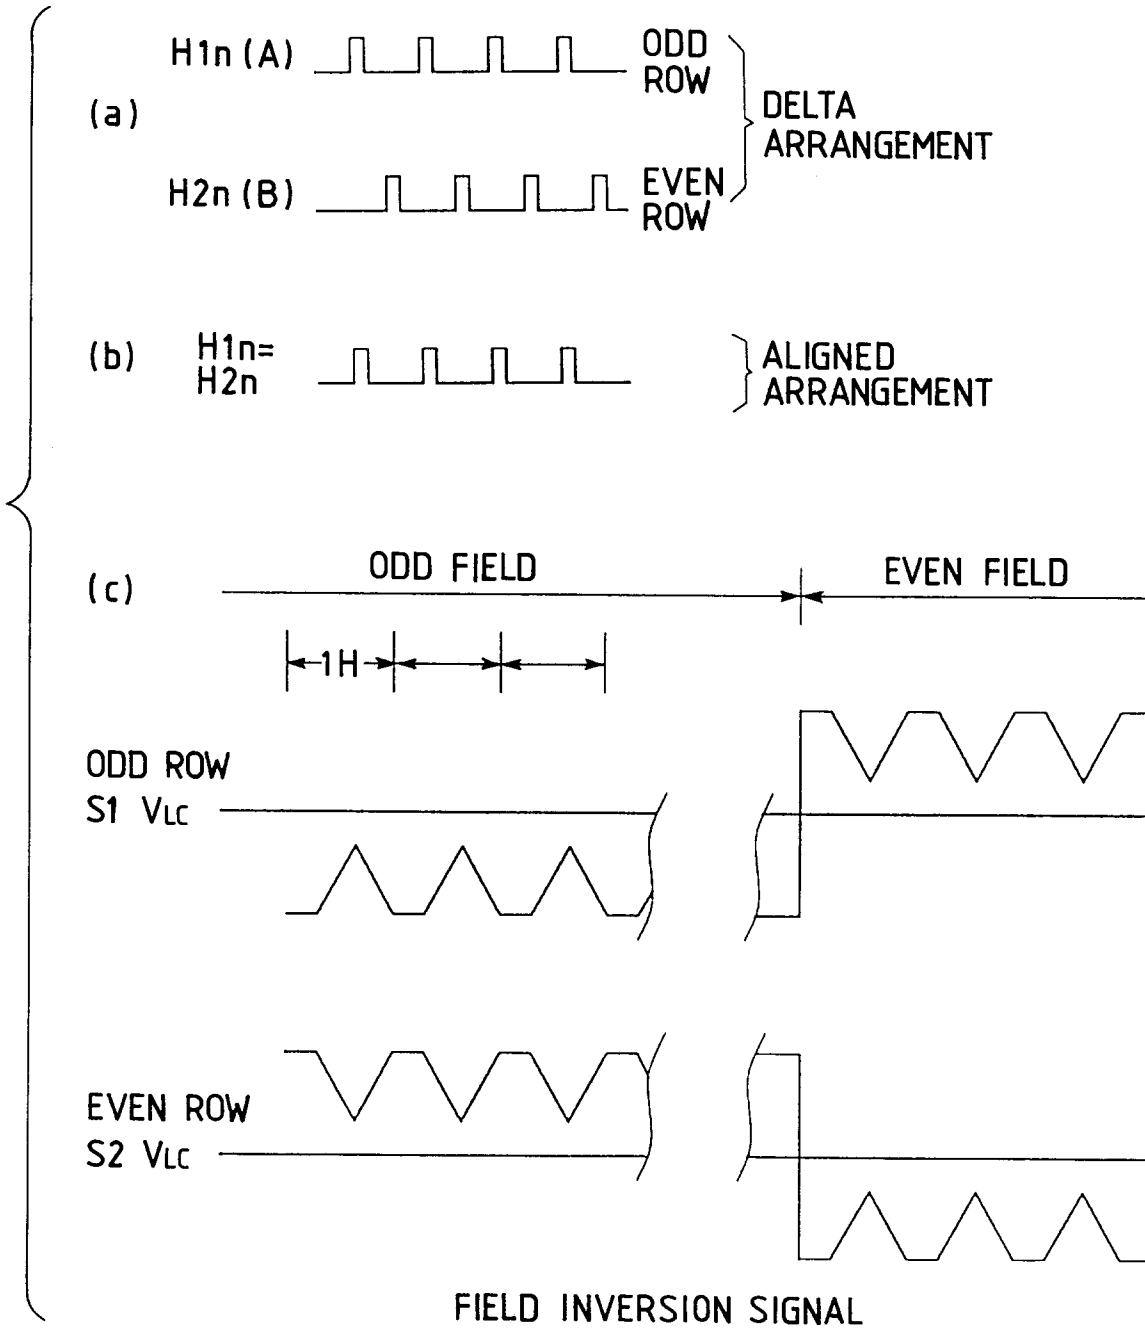 (a)
H1n (A)
ODD
ROW
H2n (B)
EVEN
ROW
DELTA
ARRANGEMENT
(b)
H1n=
H2n
ALIGNED
ARRANGEMENT
(c)
ODD FIELD
EVEN FIELD
1H
ODD ROW
S1 VLC
EVEN ROW
S2 VLC
FIELD INVERSION SIGNAL